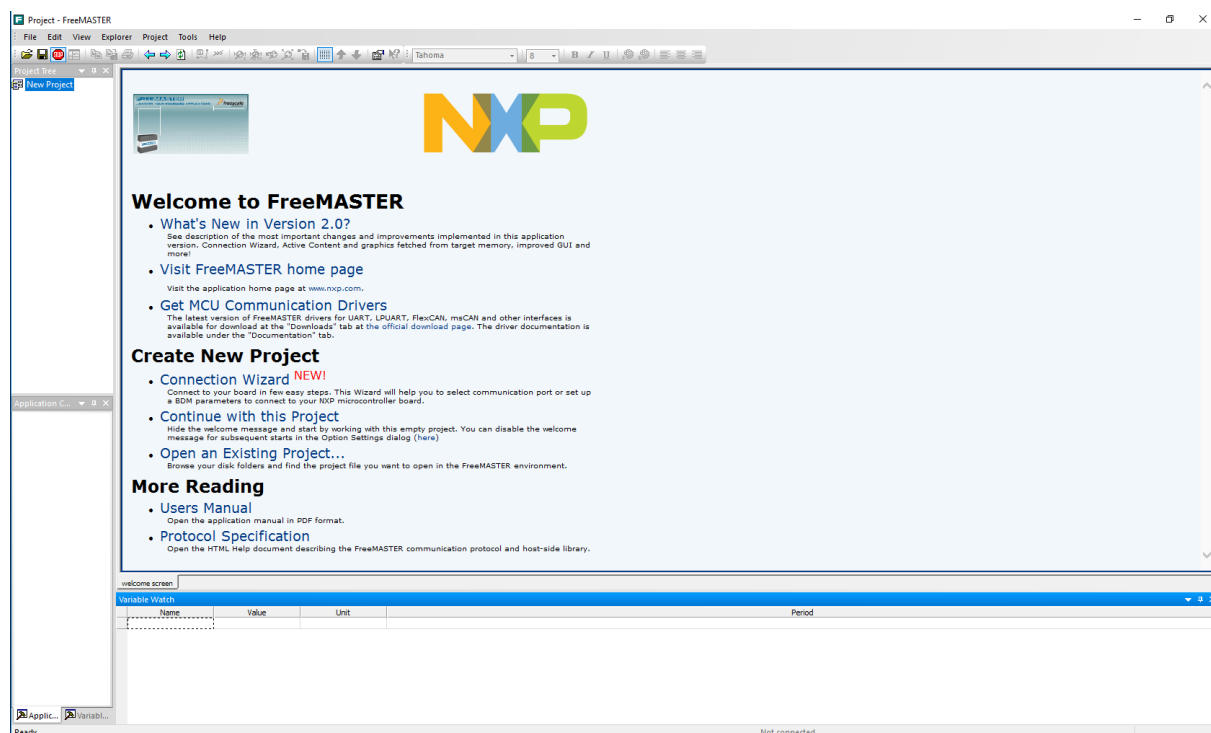 Project - FreeMASTER
File Edit View Explorer Project Tools Help
Tahoma 8 B I U
Project Tree
New Project
freescale
NXP
Welcome to FreeMASTER
What's New in Version 2.0?
See description of the most important changes and improvements implemented in this application
version. Connection Wizard, Active Content and graphics fetched from target memory, improved GUI and
more!
Visit FreeMASTER home page
Visit the application home page at www.nxp.com.
Get MCU Communication Drivers
The latest version of FreeMASTER drivers for UART, LPUART, FlexCAN, msCAN and other interfaces is
available for download at the "Downloads" tab at the official download page. The driver documentation is
available under the "Documentation" tab.
Create New Project
Connection Wizard NEW!
Connect to your board in few easy steps. This Wizard will help you to select communication port or set up
a BDM parameters to connect to your NXP microcontroller board.
Application C...
Continue with this Project
Hide the welcome message and start by working with this empty project. You can disable the welcome
message for subsequent starts in the Option Settings dialog (here)
Open an Existing Project...
Browse your disk folders and find the project file you want to open in the FreeMASTER environment.
More Reading
Users Manual
Open the application manual in PDF format.
Protocol Specification
Open the HTML Help document describing the FreeMASTER communication protocol and host-side library.
welcome screen
Variable Watch
Name Value Unit Period
Applic... Variabl...
Ready Not connected